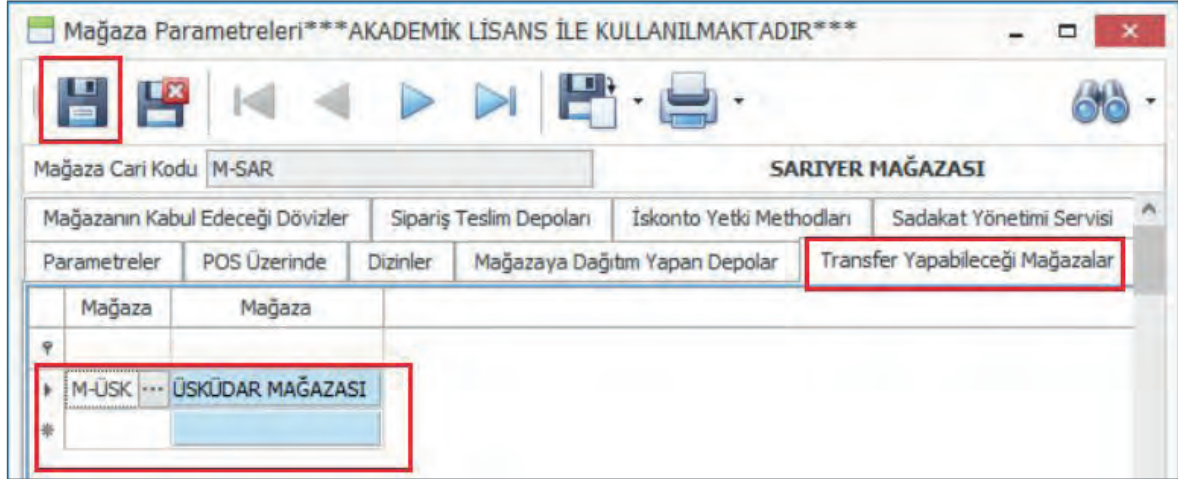 Mağaza Parametreleri***AKADEMİK LİSANS İLE KULLANILMAKTADIR***
Mağaza Cari Kodu M-SAR SARIYER MAĞAZASI
Mağazanın Kabul Edeceği Dövizler Sipariş Teslim Depoları İskonto Yetki Methodları Sadakat Yönetimi Servisi
Parametreler POS Üzerinde Dizinler Mağazaya Dağıtım Yapan Depolar Transfer Yapabileceği Mağazalar
Mağaza Mağaza
M-ÜSK ... ÜSKÜDAR MAĞAZASI